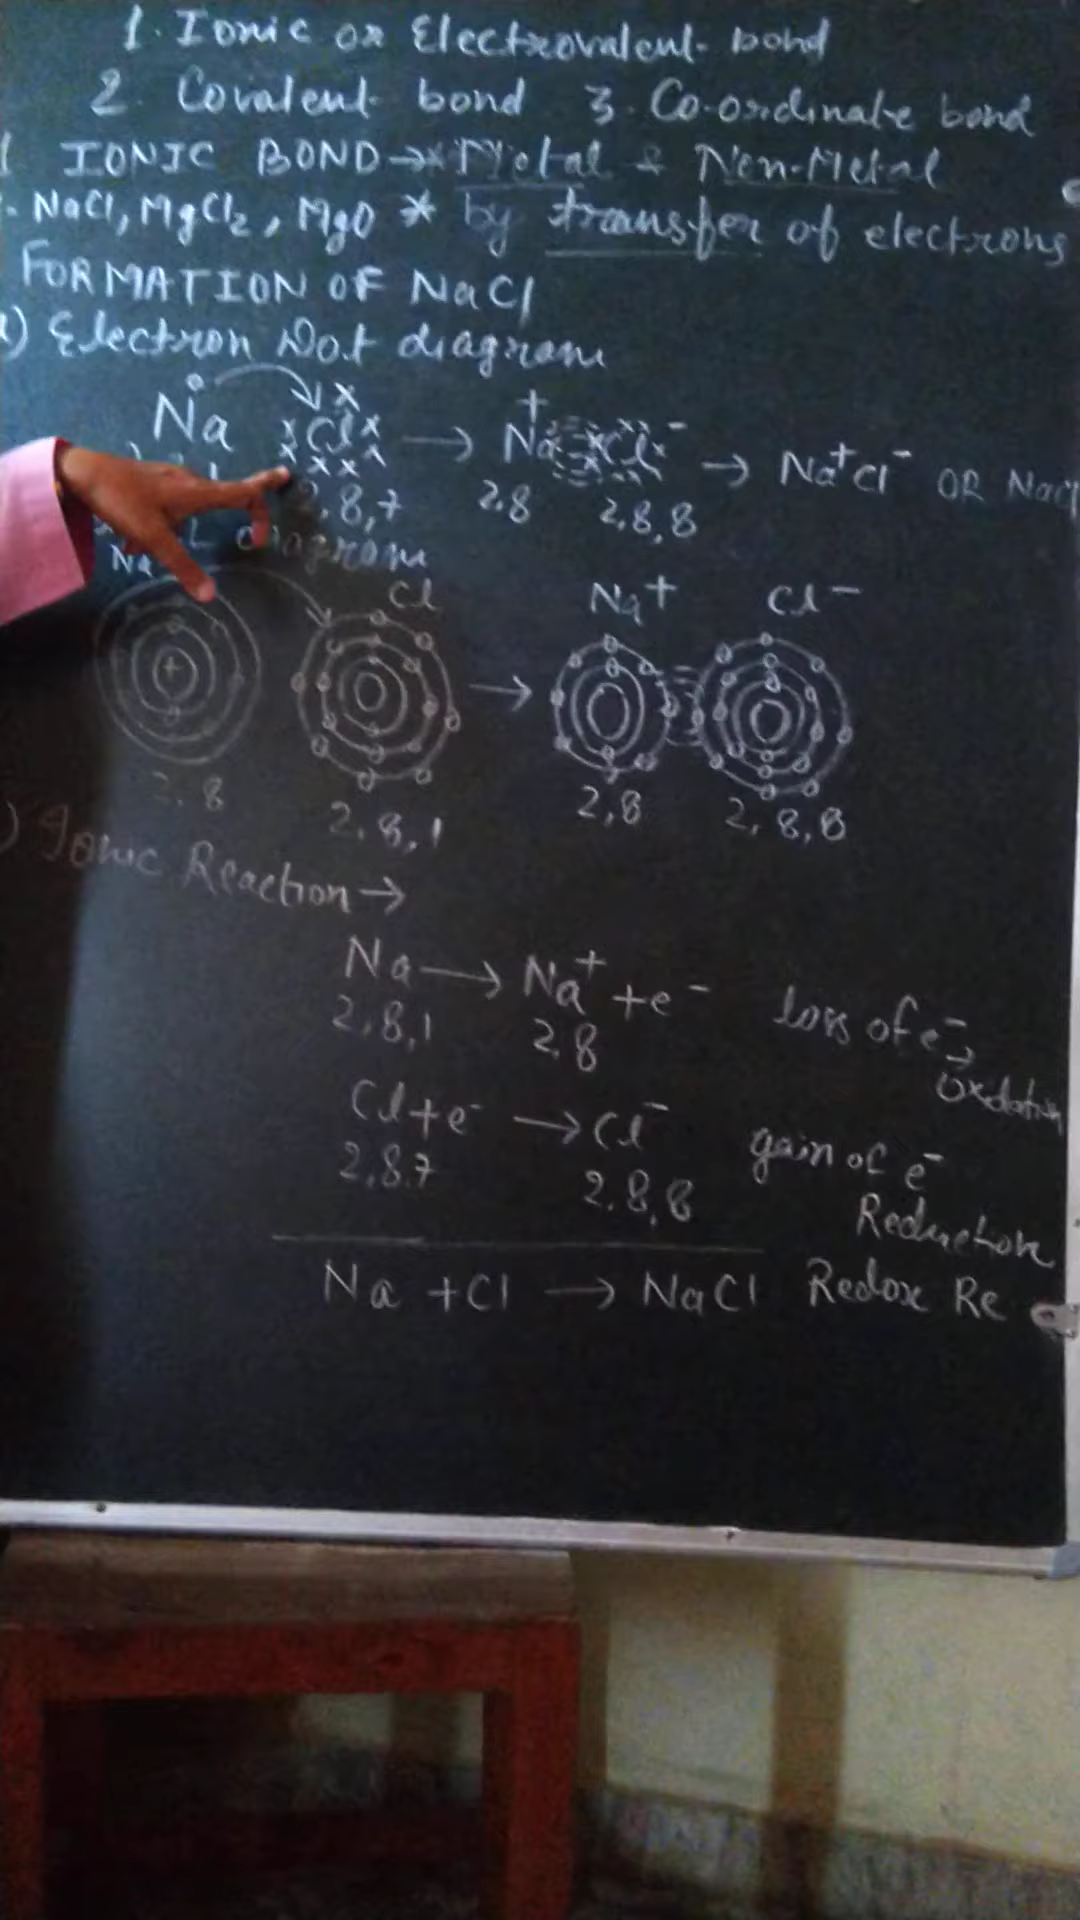 1. Ionic or Electrovalent bond
2. Covalent bond 3. Co-ordinate bond
IONIC BOND → * Metal & Non-Metal
NaCl, MgCl₂, MgO * by transfer of electrons
FORMATION OF NaCl
Electron Dot diagram
Na Cl → Na⁺ Cl⁻ → Na⁺Cl⁻ OR NaCl
8,7 2,8 2,8,8
diagram
Na Cl Na⁺ Cl⁻
+ →
2,8 2,8,1 2,8 2,8,8
) Ionic Reaction →
Na → Na⁺ + e⁻ loss of e⁻ →
2,8,1 2,8 Oxdation
Cl + e⁻ → Cl⁻ gain of e⁻
2,8,7 2,8,8 Reduction
Na + Cl → NaCl Redox Re